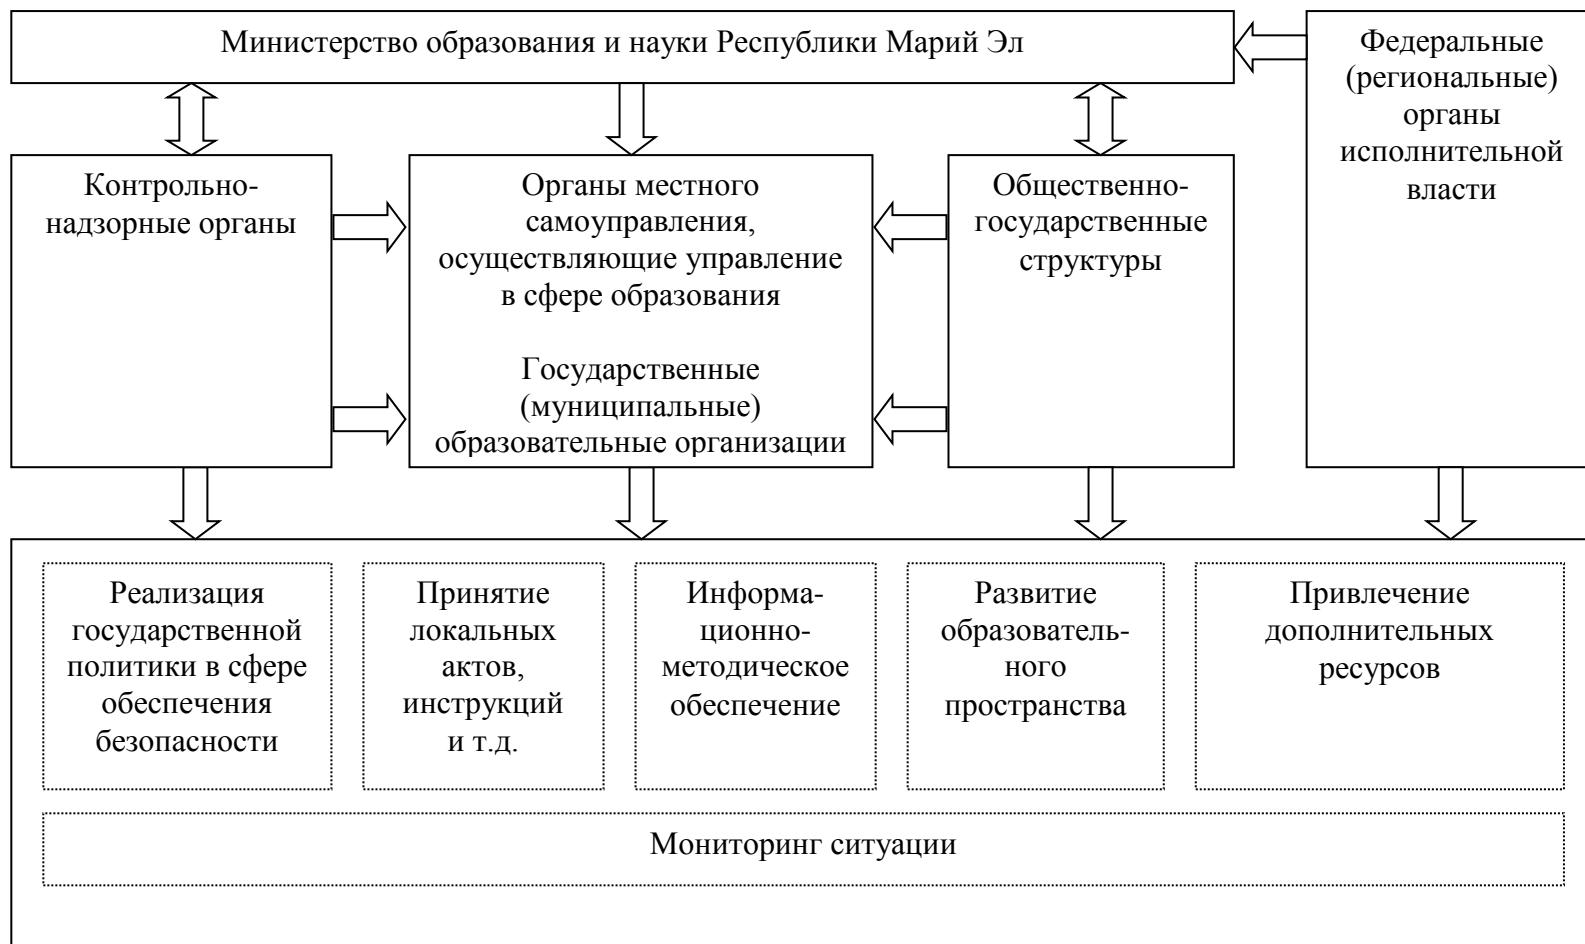 Министерство образования и науки Республики Марий Эл
Федеральные
(региональные)
органы
исполнительной
власти
Контрольно-
надзорные органы
Органы местного
самоуправления,
осуществляющие управление
в сфере образования
Государственные
(муниципальные)
образовательные организации
Общественно-
государственные
структуры
Реализация
государственной
политики в сфере
обеспечения
безопасности
Принятие
локальных
актов,
инструкций
и т.д.
Информа-
ционно-
методическое
обеспечение
Развитие
образователь-
ного
пространства
Привлечение
дополнительных
ресурсов
Мониторинг ситуации